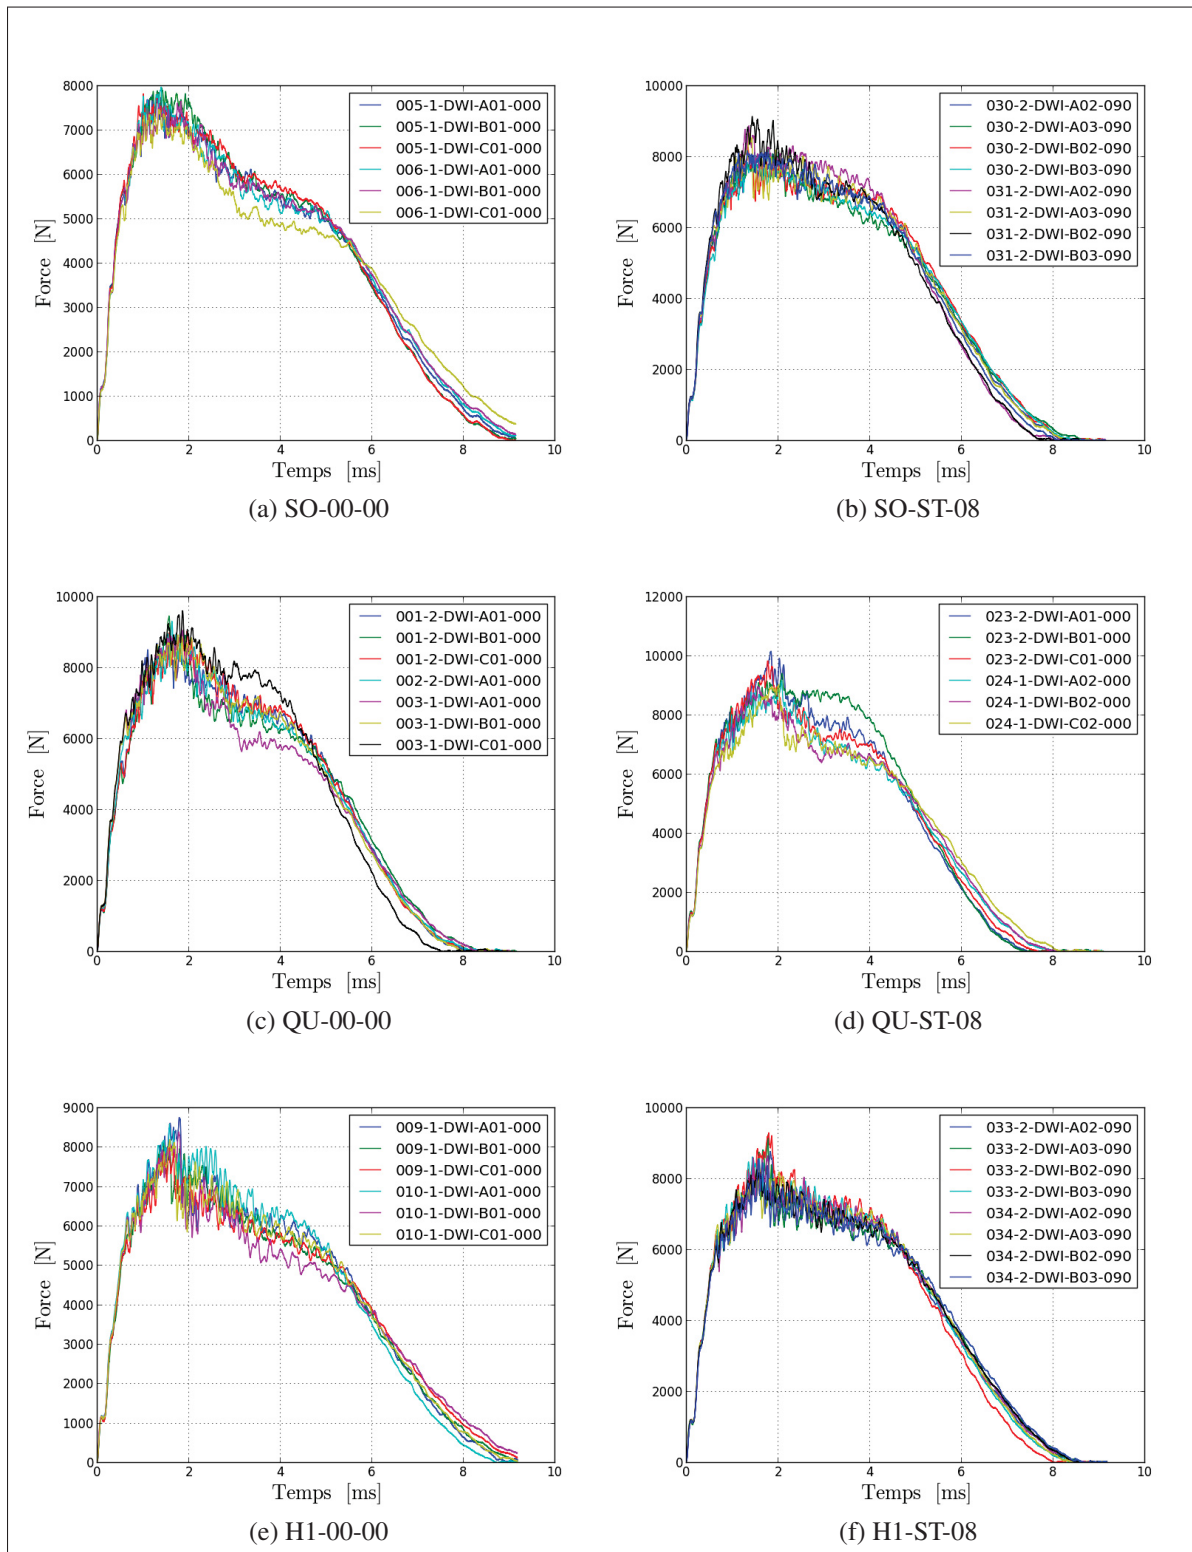 8000
7000
6000
5000
4000
3000
2000
1000
0
0 2 4 6 8 10
Force [N]
Temps [ms]
005-1-DWI-A01-000
005-1-DWI-B01-000
005-1-DWI-C01-000
006-1-DWI-A01-000
006-1-DWI-B01-000
006-1-DWI-C01-000
(a) SO-00-00
10000
8000
6000
4000
2000
0
0 2 4 6 8 10
Force [N]
Temps [ms]
030-2-DWI-A02-090
030-2-DWI-A03-090
030-2-DWI-B02-090
030-2-DWI-B03-090
031-2-DWI-A02-090
031-2-DWI-A03-090
031-2-DWI-B02-090
031-2-DWI-B03-090
(b) SO-ST-08
10000
8000
6000
4000
2000
0
0 2 4 6 8 10
Force [N]
Temps [ms]
001-2-DWI-A01-000
001-2-DWI-B01-000
001-2-DWI-C01-000
002-2-DWI-A01-000
003-1-DWI-A01-000
003-1-DWI-B01-000
003-1-DWI-C01-000
(c) QU-00-00
12000
10000
8000
6000
4000
2000
0
0 2 4 6 8 10
Force [N]
Temps [ms]
023-2-DWI-A01-000
023-2-DWI-B01-000
023-2-DWI-C01-000
024-1-DWI-A02-000
024-1-DWI-B02-000
024-1-DWI-C02-000
(d) QU-ST-08
9000
8000
7000
6000
5000
4000
3000
2000
1000
0
0 2 4 6 8 10
Force [N]
Temps [ms]
009-1-DWI-A01-000
009-1-DWI-B01-000
009-1-DWI-C01-000
010-1-DWI-A01-000
010-1-DWI-B01-000
010-1-DWI-C01-000
(e) H1-00-00
10000
8000
6000
4000
2000
0
0 2 4 6 8 10
Force [N]
Temps [ms]
033-2-DWI-A02-090
033-2-DWI-A03-090
033-2-DWI-B02-090
033-2-DWI-B03-090
034-2-DWI-A02-090
034-2-DWI-A03-090
034-2-DWI-B02-090
034-2-DWI-B03-090
(f) H1-ST-08